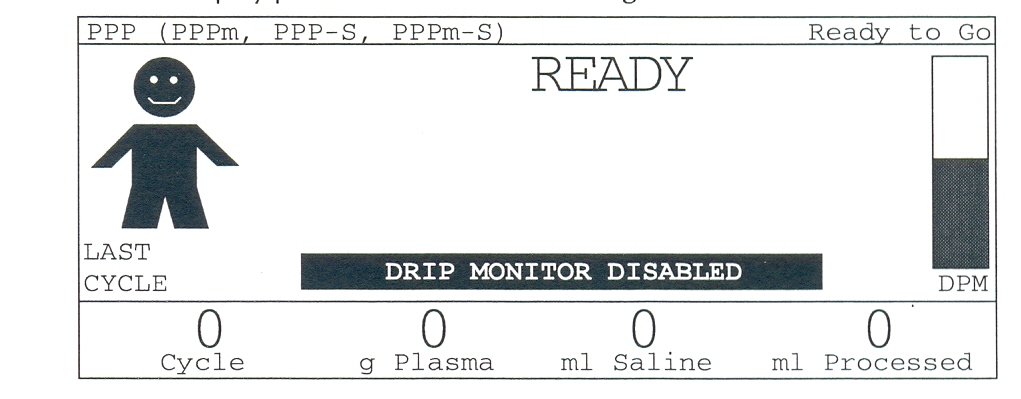 PPP (PPPm, PPP-S, PPPm-S) Ready to Go
READY
LAST
CYCLE
DRIP MONITOR DISABLED
DPM
0 0 0 0
Cycle g Plasma ml Saline ml Processed